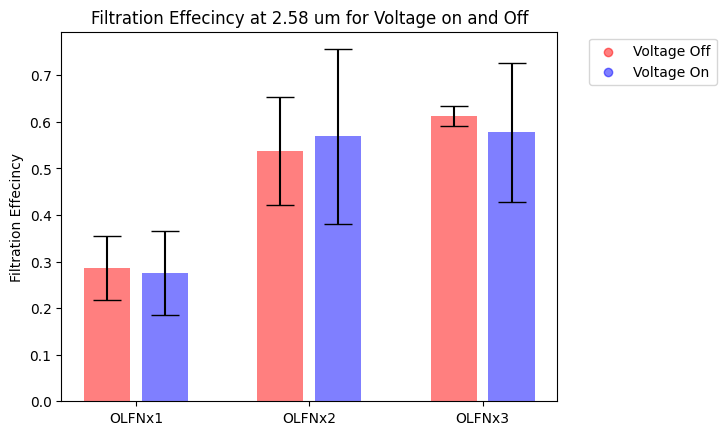 Filtration Effecincy at 2.58 um for Voltage on and Off
Voltage Off
Voltage On
Filtration Effecincy
0.7
0.6
0.5
0.4
0.3
0.2
0.1
0.0
OLFNx1
OLFNx2
OLFNx3